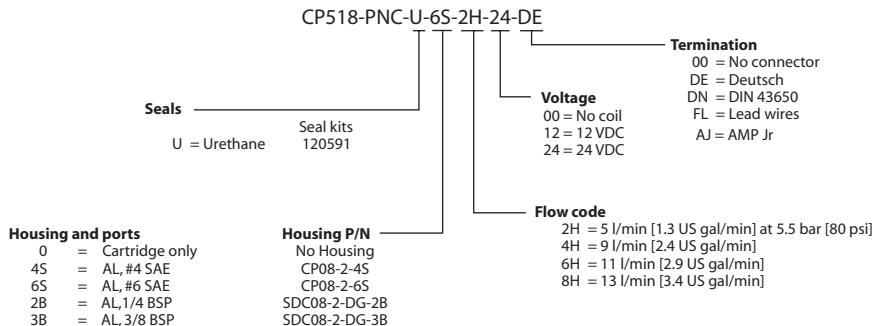 CP518-PNC-U-6S-2H-24-DE
Termination
00 = No connector
DE = Deutsch
DN = DIN 43650
FL = Lead wires
AJ = AMP Jr
Voltage
00 = No coil
12 = 12 VDC
24 = 24 VDC
Seals
Seal kits
U = Urethane 120591
Flow code
2H = 5 l/min [1.3 US gal/min] at 5.5 bar [80 psi]
4H = 9 l/min [2.4 US gal/min]
6H = 11 l/min [2.9 US gal/min]
8H = 13 l/min [3.4 US gal/min]
Housing and ports Housing P/N
0 = Cartridge only No Housing
4S = AL, #4 SAE CP08-2-4S
6S = AL, #6 SAE CP08-2-6S
2B = AL,1/4 BSP SDC08-2-DG-2B
3B = AL, 3/8 BSP SDC08-2-DG-3B